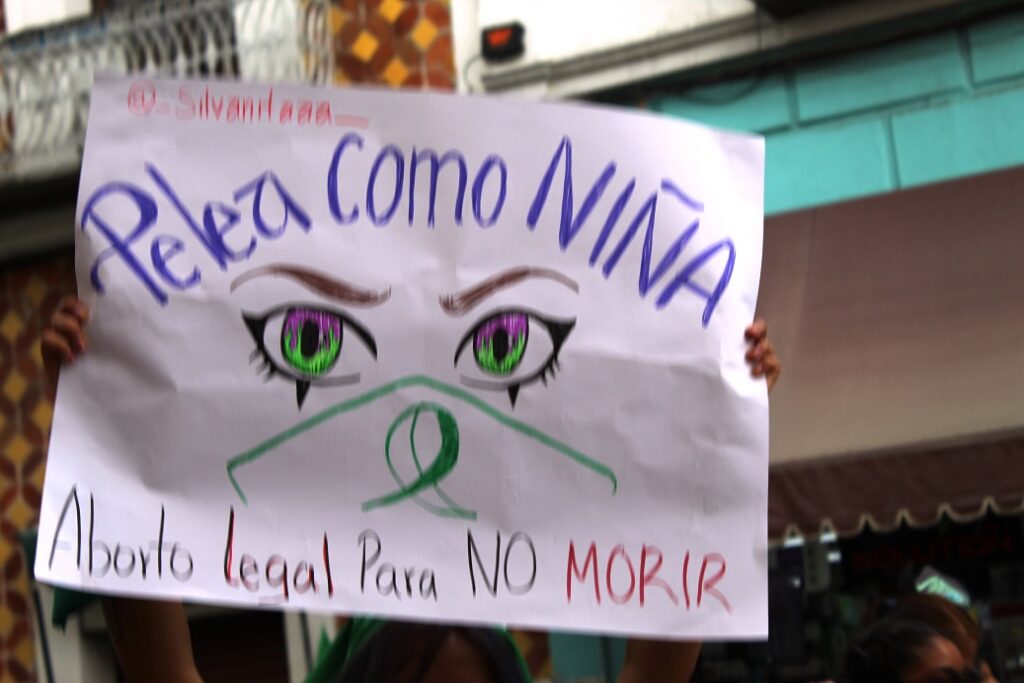 @_Silvanitaaa_
Pelea como NIÑA
Aborto Legal Para NO MORIR